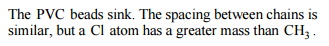 The PVC beads sink. The spacing between chains is
similar, but a Cl atom has a greater mass than CH₃.